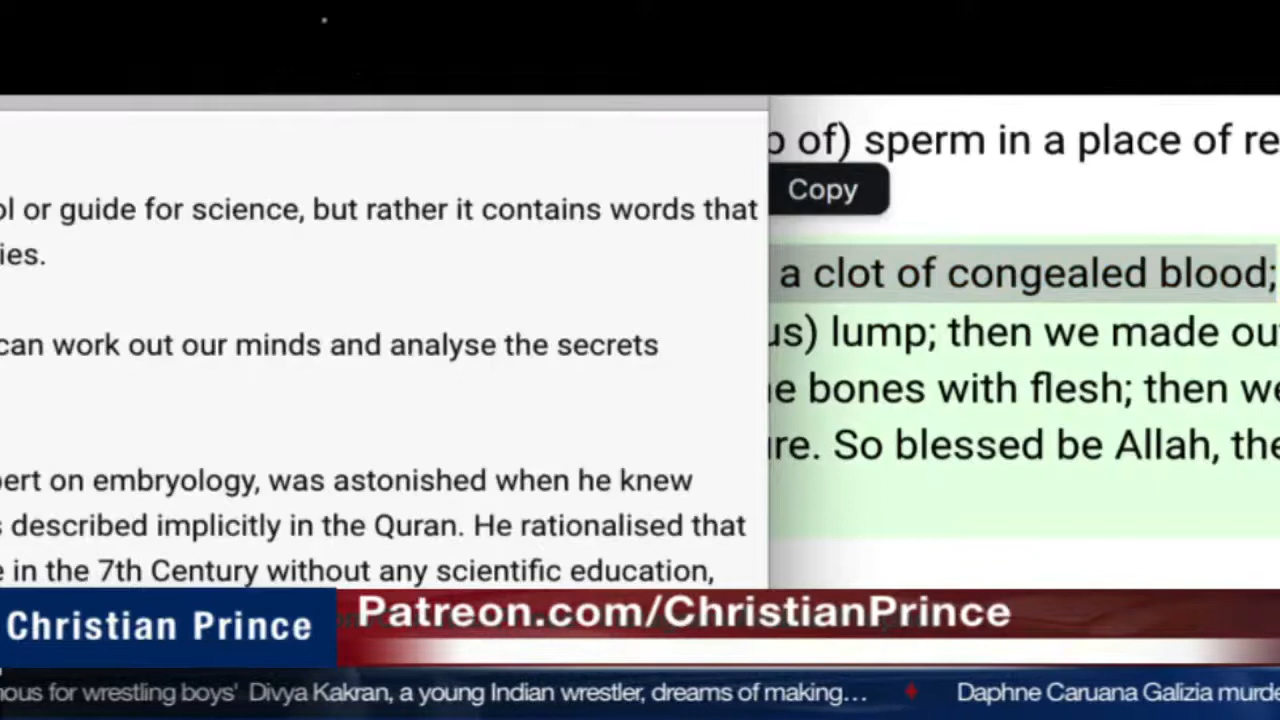 ol or guide for science, but rather it contains words that
ies.
can work out our minds and analyse the secrets
pert on embryology, was astonished when he knew
s described implicitly in the Quran. He rationalised that
e in the 7th Century without any scientific education,
p of) sperm in a place of re
Copy
a clot of congealed blood;
us) lump; then we made ou
e bones with flesh; then we
ure. So blessed be Allah, the
Christian Prince
Patreon.com/ChristianPrince
nous for wrestling boys' Divya Kakran, a young Indian wrestler, dreams of making... Daphne Caruana Galizia murde